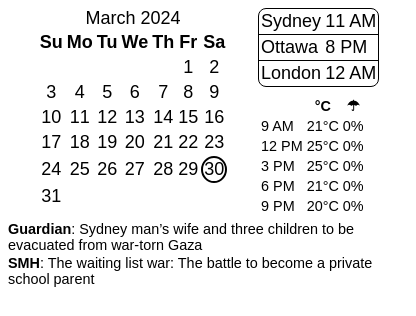 March 2024
Su Mo Tu We Th Fr Sa
1 2
3 4 5 6 7 8 9
10 11 12 13 14 15 16
17 18 19 20 21 22 23
24 25 26 27 28 29 30
31
Sydney 11 AM
Ottawa 8 PM
London 12 AM
°C ☂
9 AM 21°C 0%
12 PM 25°C 0%
3 PM 25°C 0%
6 PM 21°C 0%
9 PM 20°C 0%
Guardian: Sydney man’s wife and three children to be
evacuated from war-torn Gaza
SMH: The waiting list war: The battle to become a private
school parent